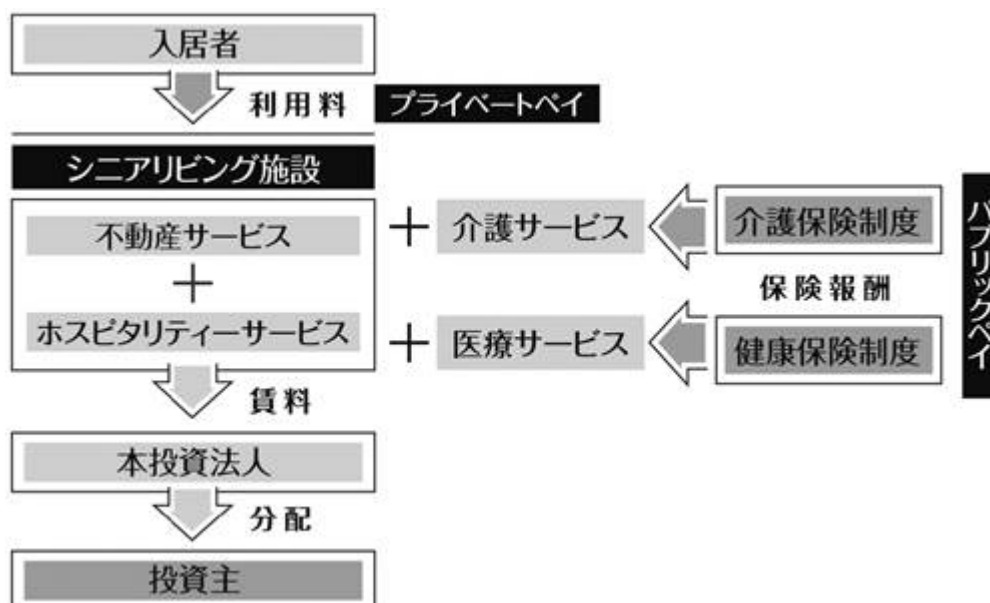 入居者
利用料
プライベートペイ
シニアリビング施設
不動産サービス
+
ホスピタリティーサービス
+
介護サービス
介護保険制度
保険報酬
+
医療サービス
健康保険制度
パブリックペイ
賃料
本投資法人
分配
投資主